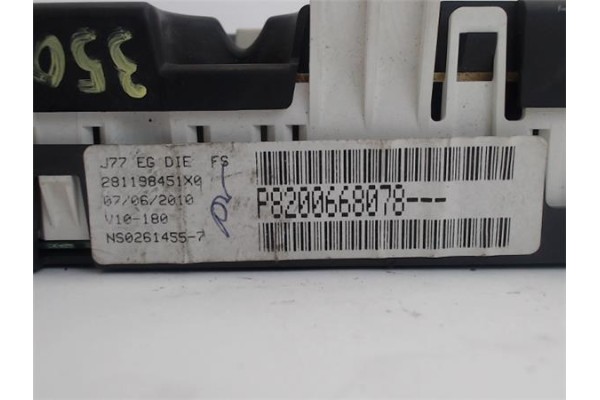 350
J77 EG DIE FS
281198451X0
07/06/2010
V10-180
NS0261455-7
P8200668078---